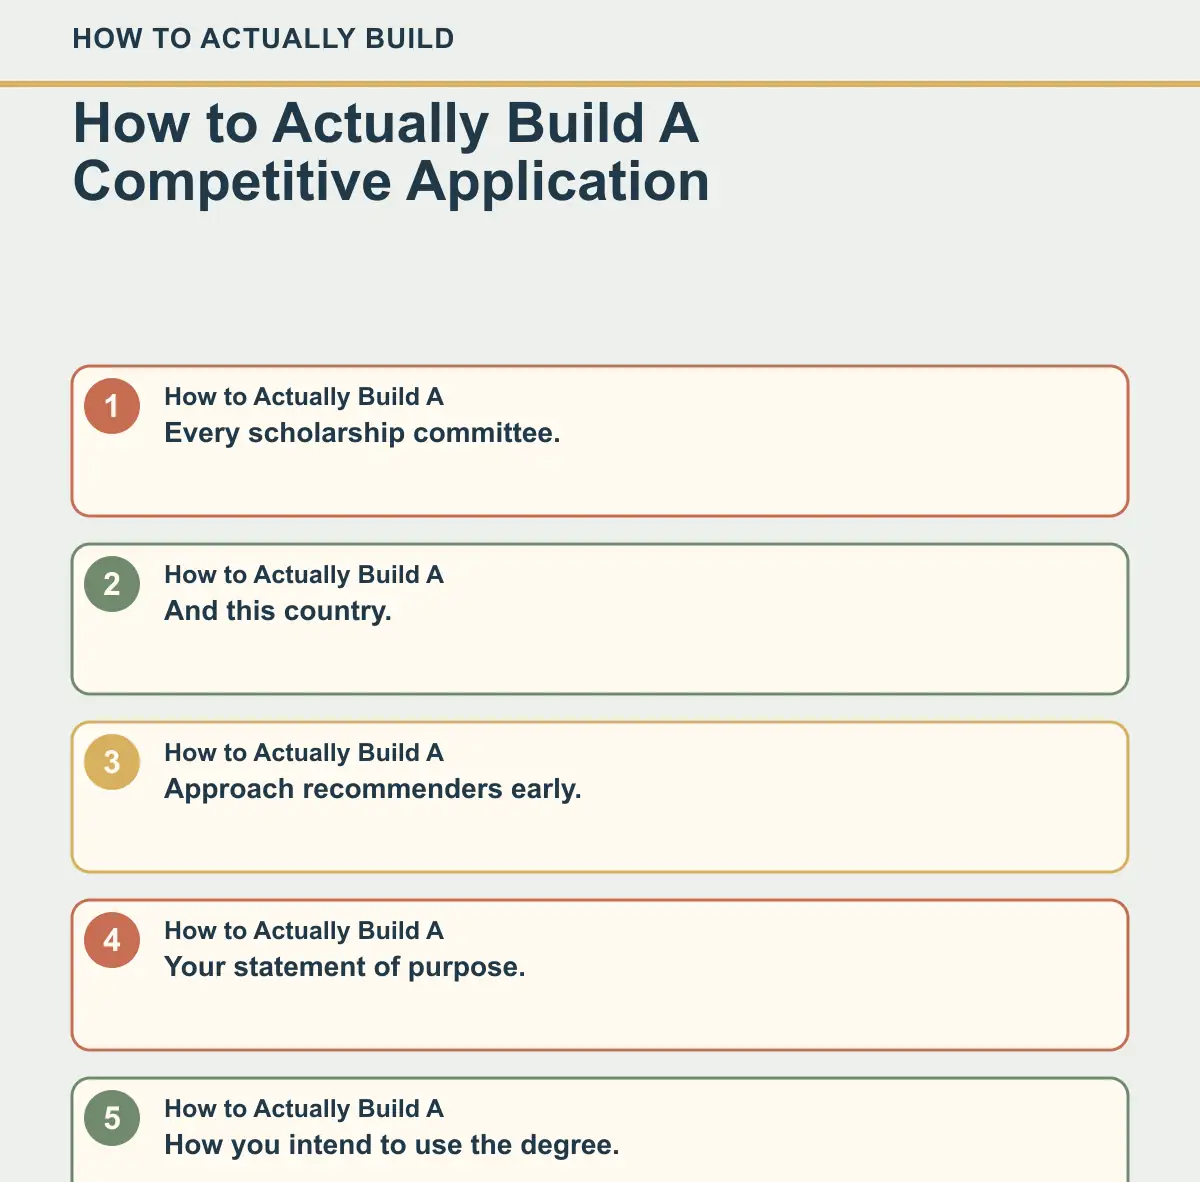 HOW TO ACTUALLY BUILD
How to Actually Build A
Competitive Application
1
How to Actually Build A
Every scholarship committee.
2
How to Actually Build A
And this country.
3
How to Actually Build A
Approach recommenders early.
4
How to Actually Build A
Your statement of purpose.
5
How to Actually Build A
How you intend to use the degree.